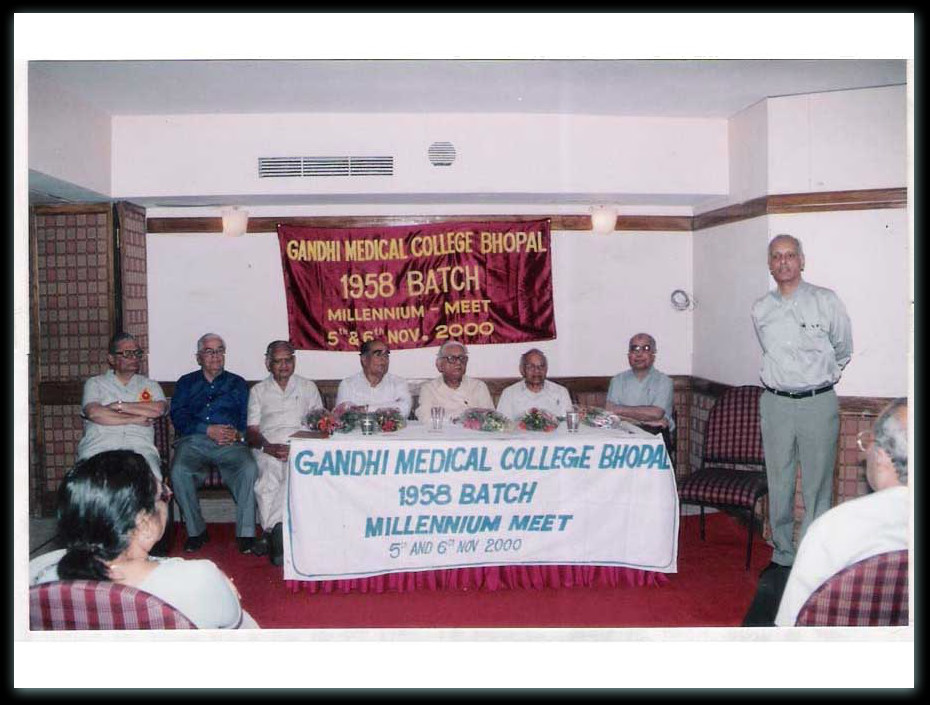 GANDHI MEDICAL COLLEGE BHOPAL
1958 BATCH
MILLENNIUM - MEET
5TH & 6TH NOV. 2000
GANDHI MEDICAL COLLEGE BHOPAL
1958 BATCH
MILLENNIUM MEET
5TH AND 6TH NOV 2000